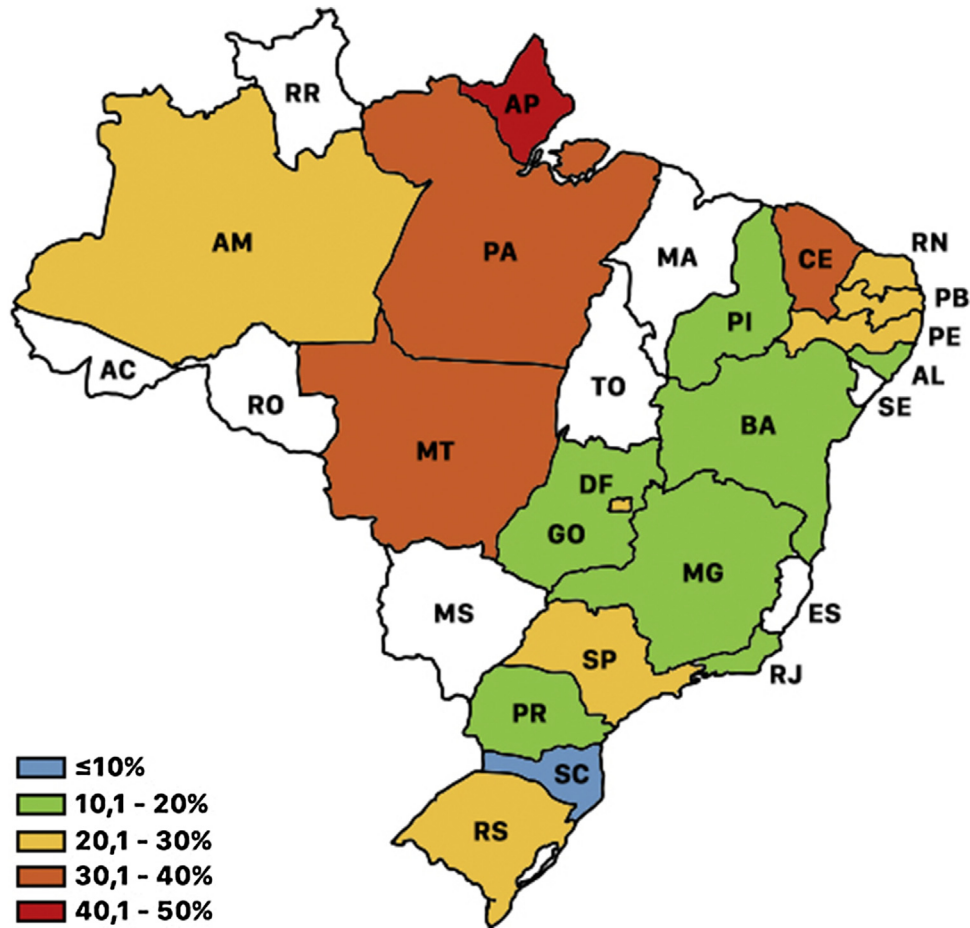 RR
AP
AM
PA
MA
CE
RN
PB
PI
PE
AC
RO
TO
AL
SE
BA
MT
DF
GO
MG
MS
ES
SP
RJ
PR
SC
RS
≤10%
10,1 - 20%
20,1 - 30%
30,1 - 40%
40,1 - 50%